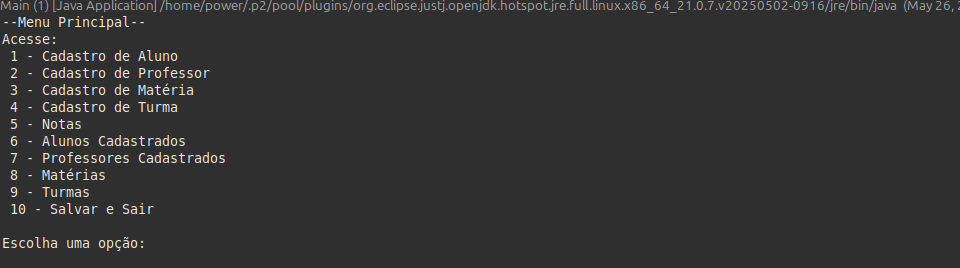 Main (1) [Java Application] /home/power/.p2/pool/plugins/org.eclipse.justj.openjdk.hotspot.jre.full.linux.x86_64_21.0.7.v20250502-0916/jre/bin/java (May 26, 2
--Menu Principal--
Acesse:
1 - Cadastro de Aluno
2 - Cadastro de Professor
3 - Cadastro de Matéria
4 - Cadastro de Turma
5 - Notas
6 - Alunos Cadastrados
7 - Professores Cadastrados
8 - Matérias
9 - Turmas
10 - Salvar e Sair
Escolha uma opção: